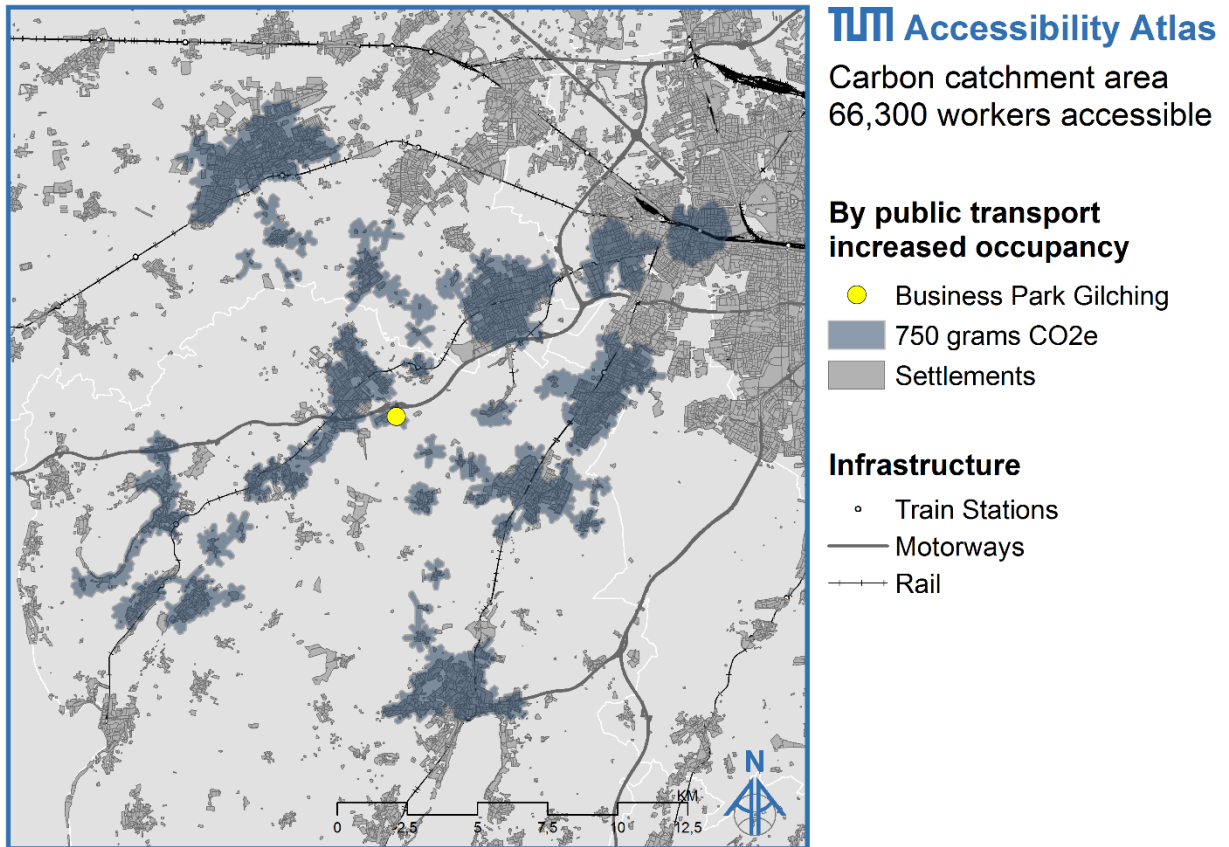 TUM Accessibility Atlas
Carbon catchment area
66,300 workers accessible
By public transport
increased occupancy
Business Park Gilching
750 grams CO2e
Settlements
Infrastructure
Train Stations
Motorways
Rail
N
KM
0 2,5 5 7,5 10 12,5